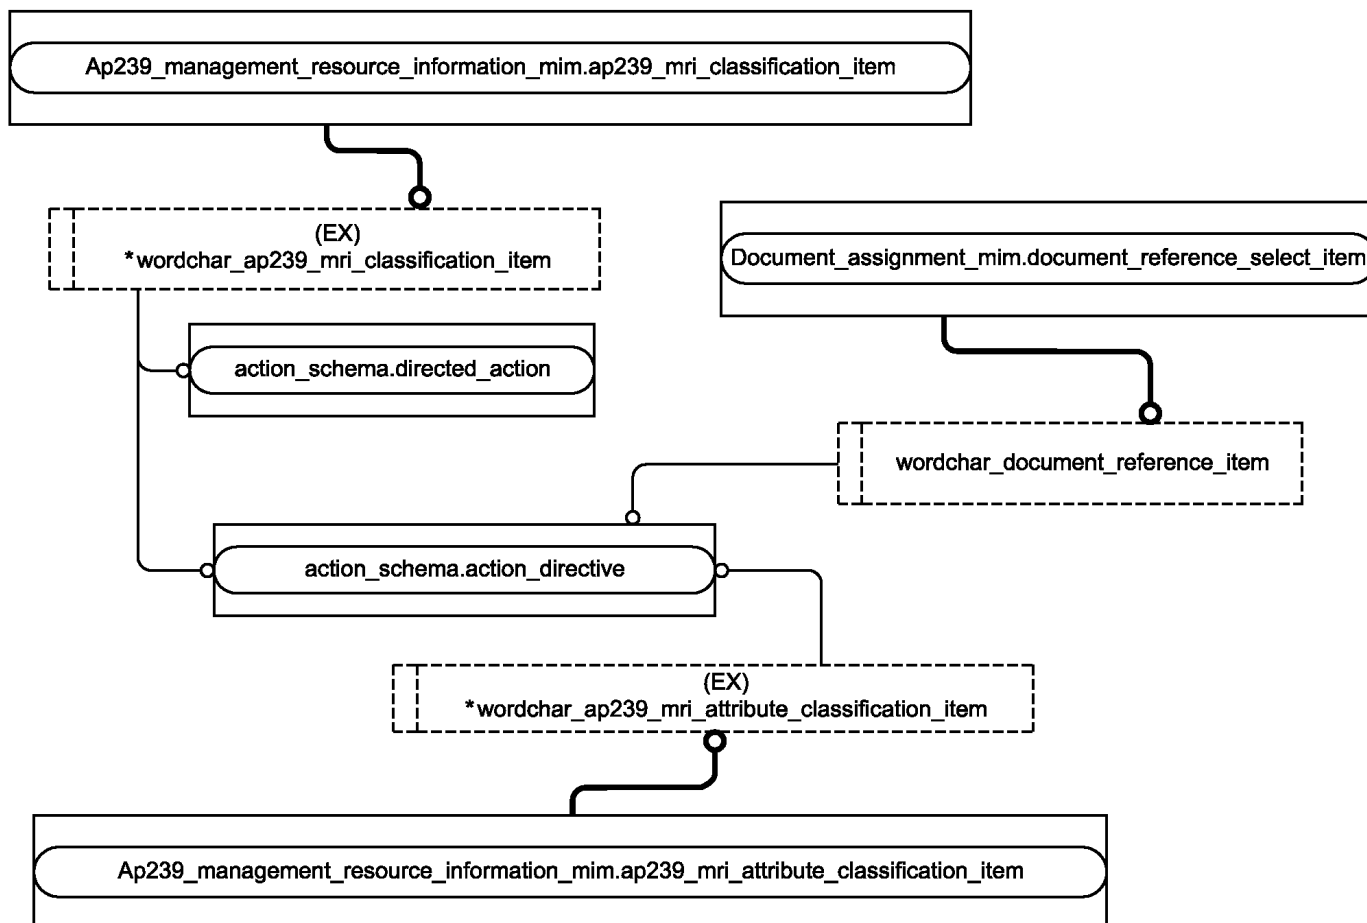 Ap239_management_resource_information_mim.ap239_mri_classification_item
(EX)
*wordchar_ap239_mri_classification_item
Document_assignment_mim.document_reference_select_item
action_schema.directed_action
wordchar_document_reference_item
action_schema.action_directive
(EX)
*wordchar_ap239_mri_attribute_classification_item
Ap239_management_resource_information_mim.ap239_mri_attribute_classification_item